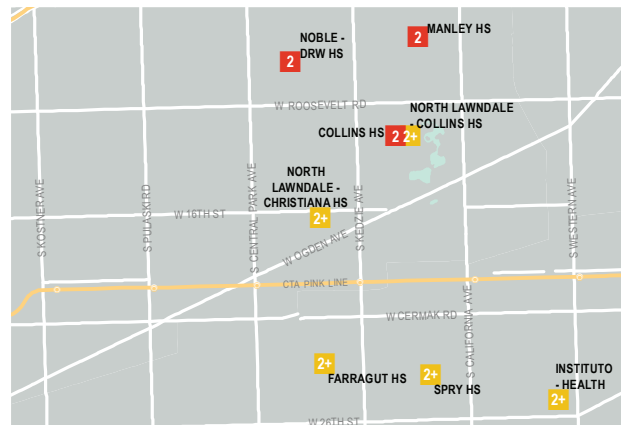 NOBLE -
DRW HS
2
MANLEY HS
2
W ROOSEVELT RD
NORTH LAWNDALE
- COLLINS HS
COLLINS HS
2
2+
NORTH
LAWNDALE -
CHRISTIANA HS
2+
W 16TH ST
S KOSTNER AVE
S PULASKI RD
S CENTRAL PARK AVE
W OGDEN AVE
S KEDZIE AVE
S CALIFORNIA AVE
S WESTERN AVE
CTA PINK LINE
W CERMAK RD
2+
FARRAGUT HS
2+
SPRY HS
INSTITUTO
- HEALTH
2+
W 26TH ST